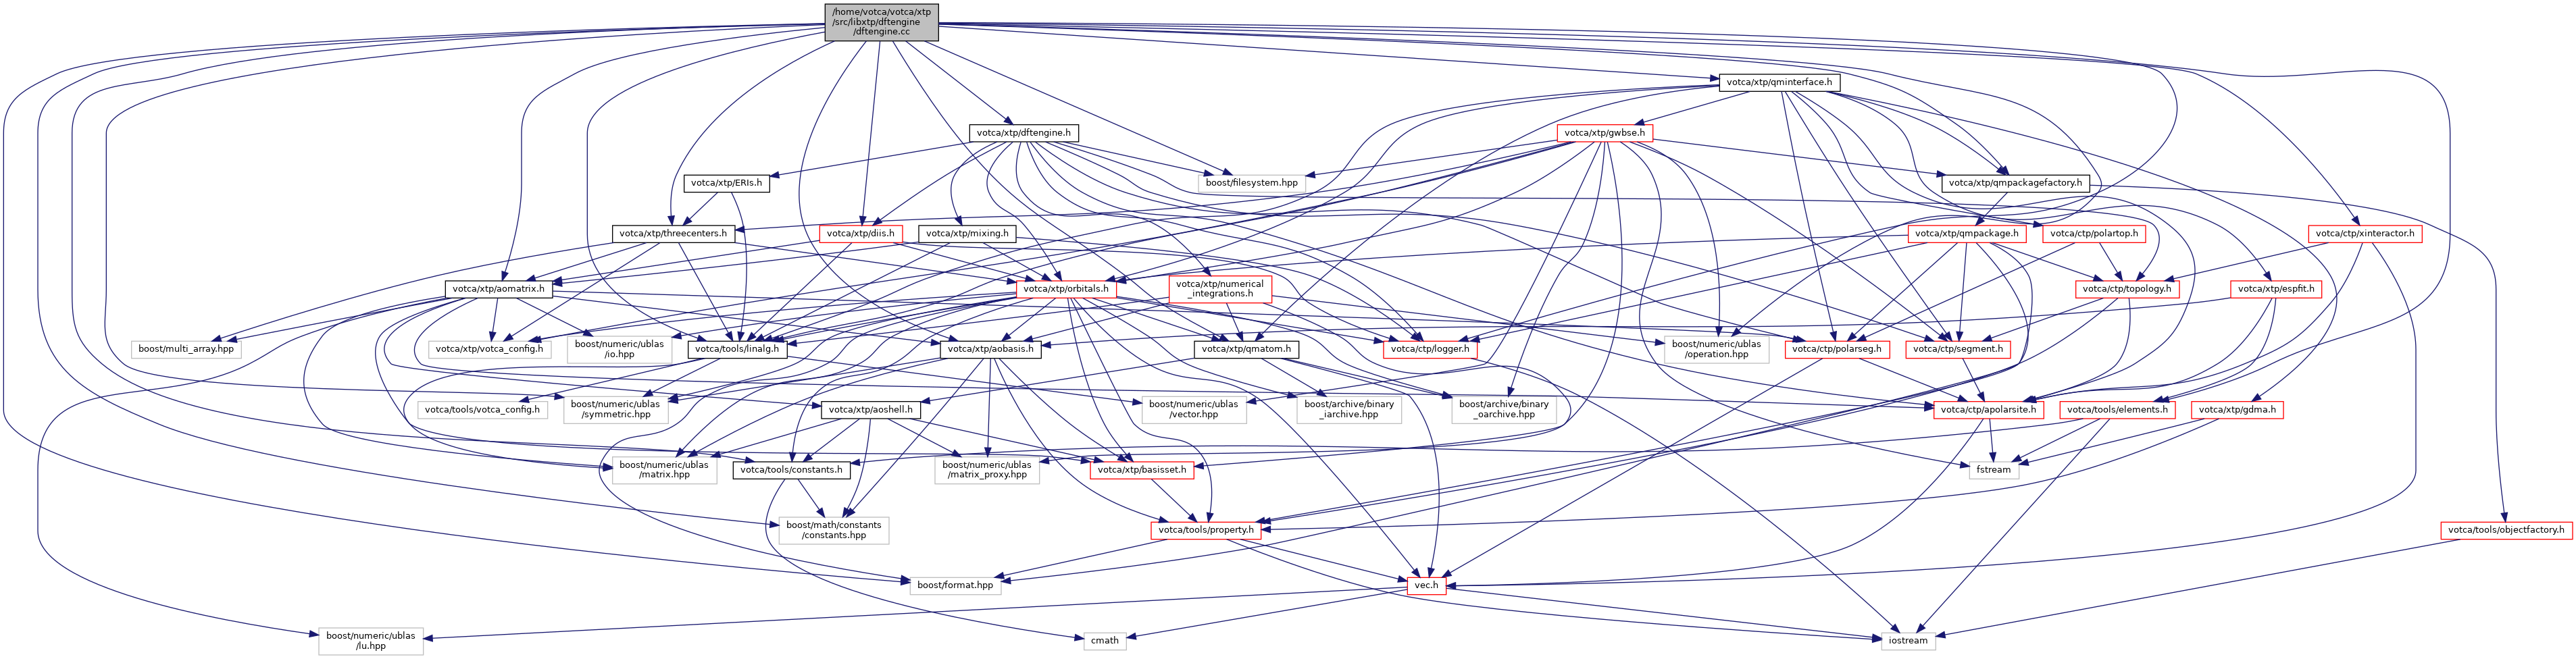 /home/votca/votca/xtp
/src/libxtp/dftengine
/dftengine.cc
votca/xtp/qminterface.h
votca/xtp/dftengine.h
votca/xtp/gwbse.h
votca/xtp/ERIs.h
boost/filesystem.hpp
votca/xtp/qmpackagefactory.h
votca/xtp/threecenters.h
votca/xtp/diis.h
votca/xtp/mixing.h
votca/xtp/qmpackage.h
votca/ctp/polartop.h
votca/ctp/xinteractor.h
votca/xtp/aomatrix.h
votca/xtp/orbitals.h
votca/xtp/numerical
_integrations.h
votca/ctp/topology.h
votca/xtp/espfit.h
boost/multi_array.hpp
votca/xtp/votca_config.h
boost/numeric/ublas
/io.hpp
votca/tools/linalg.h
votca/xtp/aobasis.h
votca/xtp/qmatom.h
votca/ctp/logger.h
boost/numeric/ublas
/operation.hpp
votca/ctp/polarseg.h
votca/ctp/segment.h
votca/tools/votca_config.h
boost/numeric/ublas
/symmetric.hpp
votca/xtp/aoshell.h
boost/numeric/ublas
/vector.hpp
boost/archive/binary
_iarchive.hpp
boost/archive/binary
_oarchive.hpp
votca/ctp/apolarsite.h
votca/tools/elements.h
votca/xtp/gdma.h
boost/numeric/ublas
/matrix.hpp
votca/tools/constants.h
boost/numeric/ublas
/matrix_proxy.hpp
votca/xtp/basisset.h
fstream
boost/math/constants
/constants.hpp
votca/tools/property.h
votca/tools/objectfactory.h
boost/format.hpp
vec.h
boost/numeric/ublas
/lu.hpp
cmath
iostream